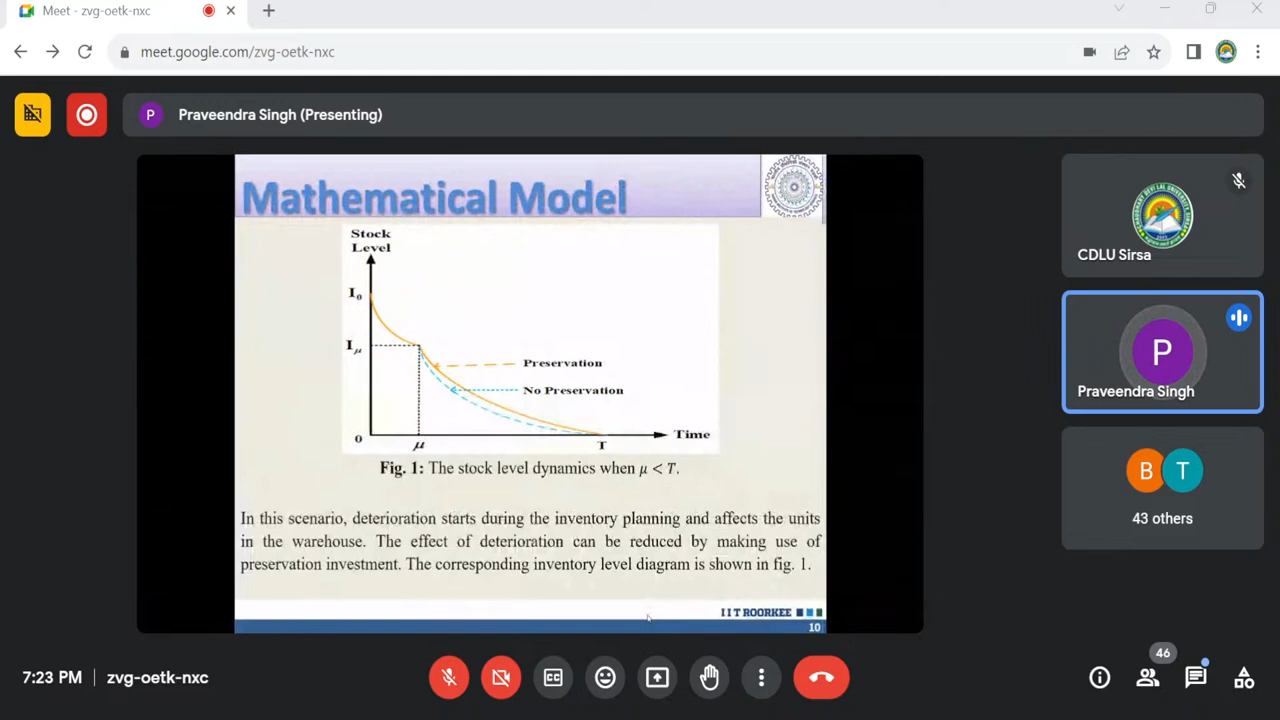 Meet - zvg-oetk-nxc
meet.google.com/zvg-oetk-nxc
P
Praveendra Singh (Presenting)
Mathematical Model
Stock
Level
I₀
Iμ
Preservation
No Preservation
0
μ
T
Time
Fig. 1: The stock level dynamics when μ < T.
In this scenario, deterioration starts during the inventory planning and affects the units
in the warehouse. The effect of deterioration can be reduced by making use of
preservation investment. The corresponding inventory level diagram is shown in fig. 1.
I I T ROORKEE
10
CDLU Sirsa
P
Praveendra Singh
B
T
43 others
7:23 PM
zvg-oetk-nxc
CC
46